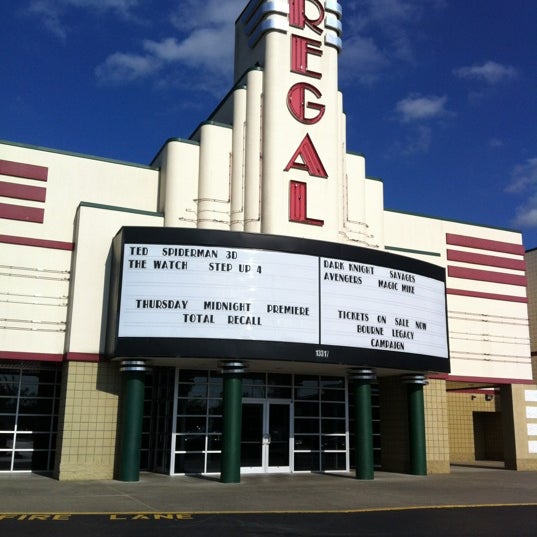 REGAL
TED SPIDERMAN 3D
THE WATCH STEP UP 4
THURSDAY MIDNIGHT PREMIERE
TOTAL RECALL
DARK KNIGHT SAVAGES
AVENGERS MAGIC MIKE
TICKETS ON SALE NOW
BOURNE LEGACY
CAMPAIGN
13317
FIRE LANE